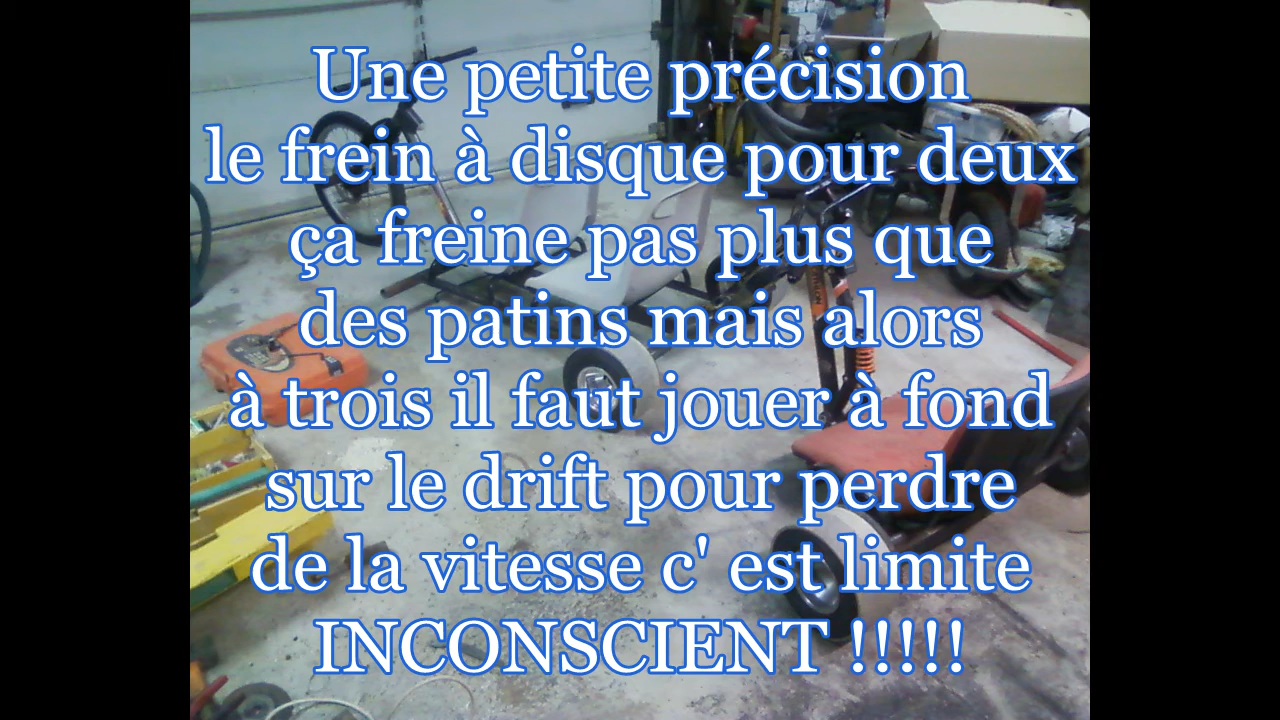 Une petite précision
le frein à disque pour deux
ça freine pas plus que
des patins mais alors
à trois il faut jouer à fond
sur le drift pour perdre
de la vitesse c' est limite
INCONSCIENT !!!!!